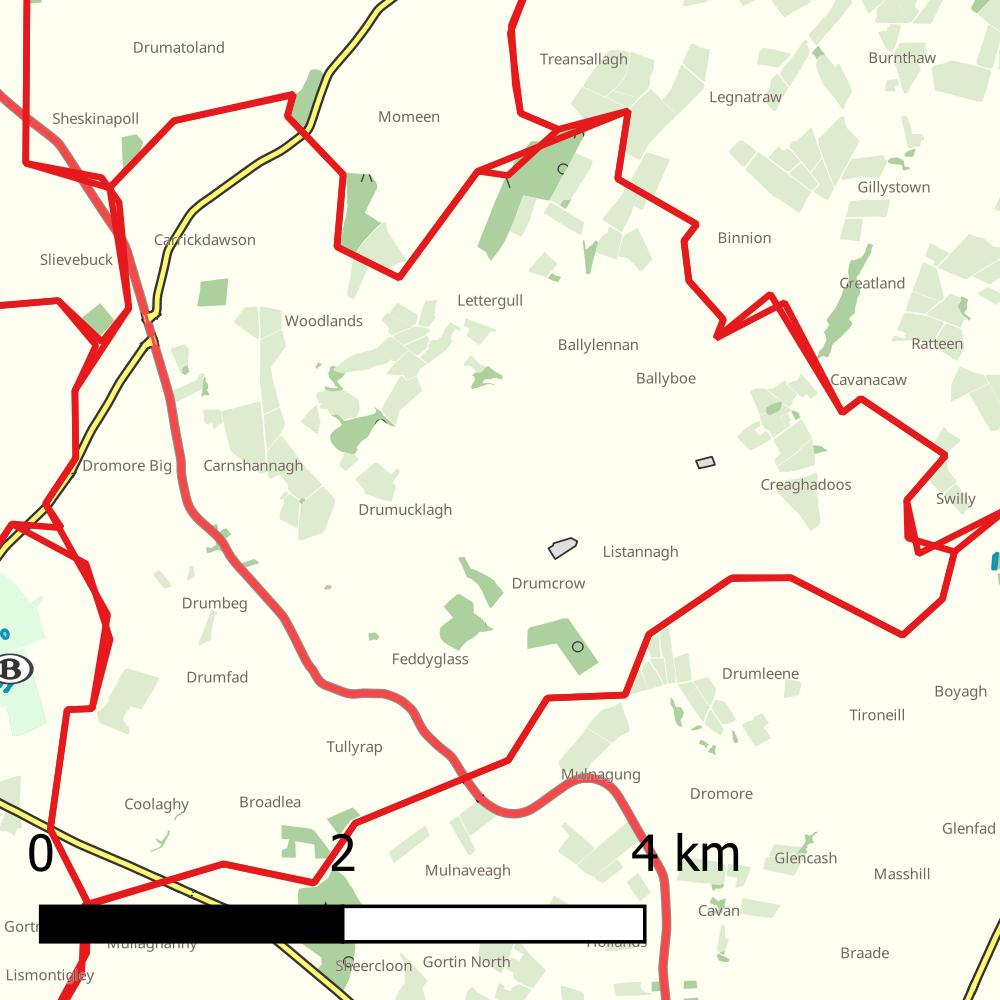 Drumatoland
Treansallagh
Burnthaw
Legnatraw
Sheskinapoll
Momeen
Gillystown
Binnion
Carrickdawson
Slievebuck
Greatland
Lettergull
Woodlands
Ballylennan
Ratteen
Ballyboe
Cavanacaw
Dromore Big
Carnshannagh
Creaghadoos
Swilly
Drumucklagh
Listannagh
Drumcrow
Drumbeg
Feddyglass
B
Drumfad
Drumleene
Boyagh
Tironeill
Tullyrap
Mulnagung
Dromore
Coolaghy
Broadlea
Glenfad
0 2 4 km
Glencash
Mulnaveagh
Masshill
Cavan
Mullaghanny
Hollands
Braade
Sheercloon
Gortin North
Lismontigley